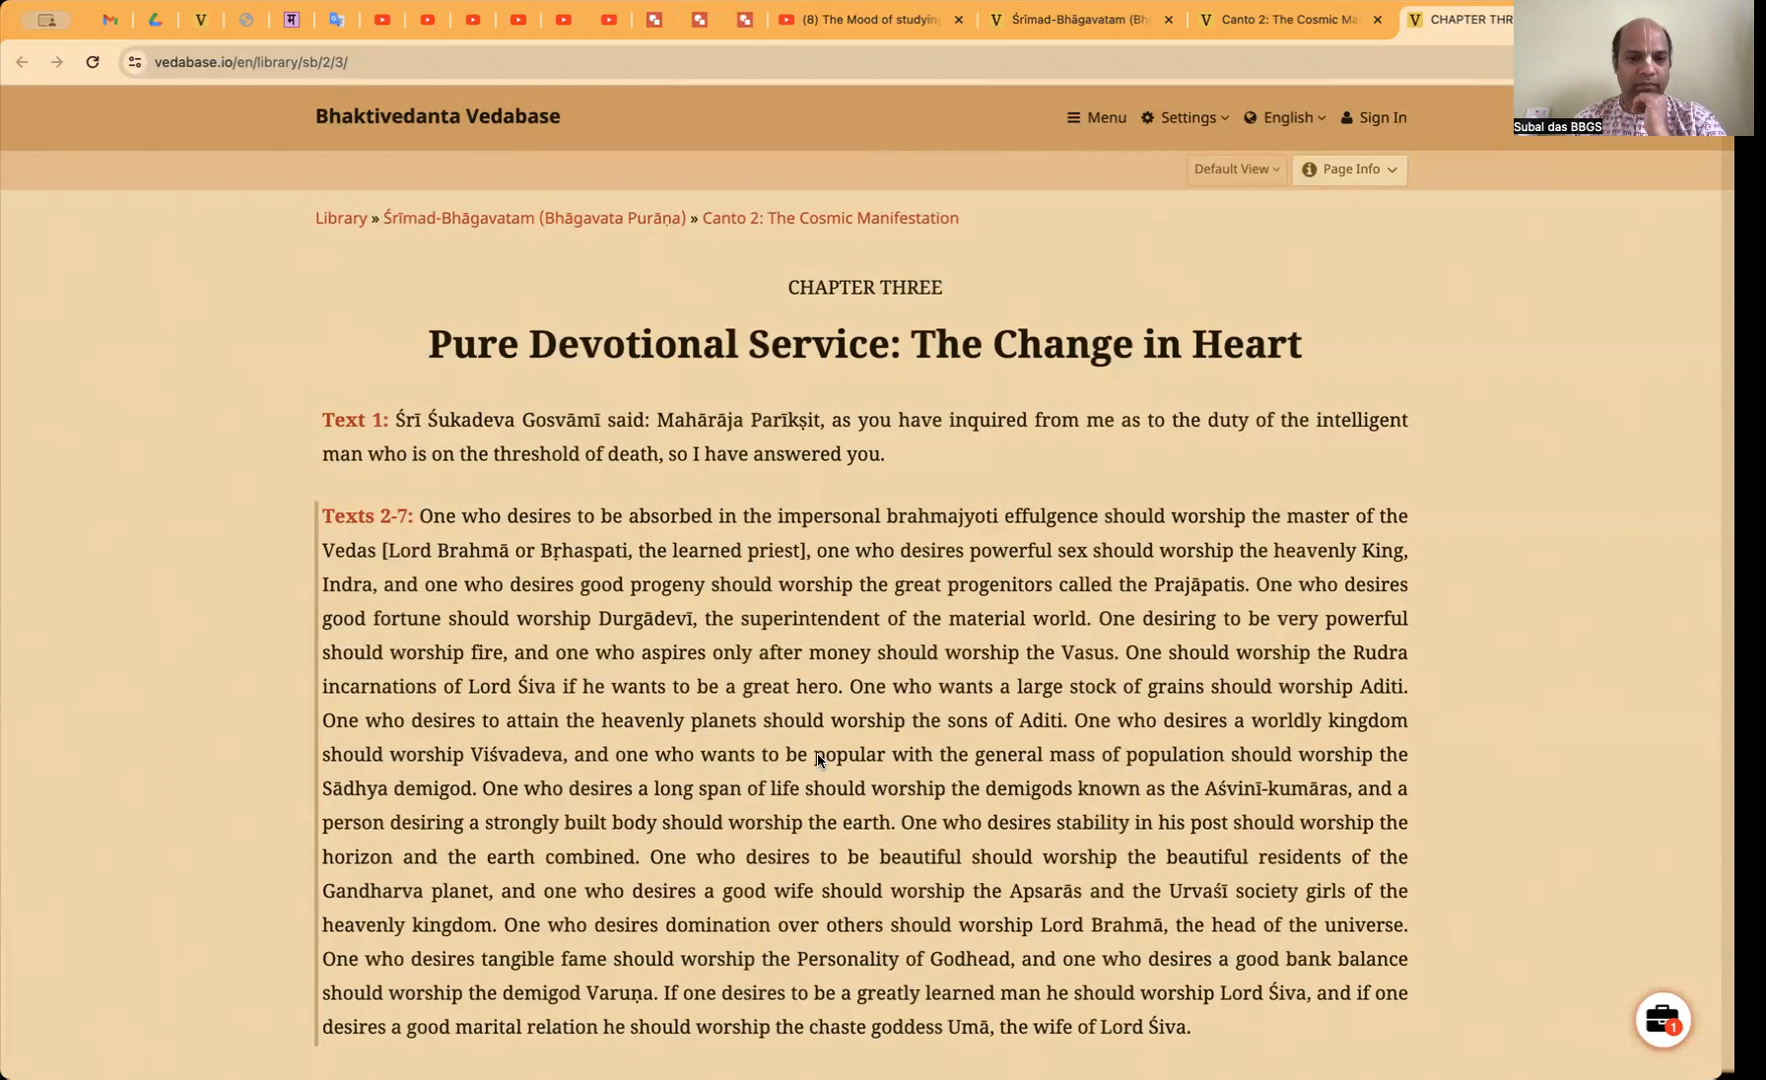 (8) The Mood of studyin
Śrīmad-Bhāgavatam (Bh
Canto 2: The Cosmic Ma
CHAPTER THR
vedabase.io/en/library/sb/2/3/
Subal das BBGS
Bhaktivedanta Vedabase
Menu
Settings
English
Sign In
Default View
Page Info
Library » Śrīmad-Bhāgavatam (Bhāgavata Purāṇa) » Canto 2: The Cosmic Manifestation
CHAPTER THREE
Pure Devotional Service: The Change in Heart
Text 1: Śrī Śukadeva Gosvāmī said: Mahārāja Parīkṣit, as you have inquired from me as to the duty of the intelligent
man who is on the threshold of death, so I have answered you.
Texts 2-7: One who desires to be absorbed in the impersonal brahmajyoti effulgence should worship the master of the
Vedas [Lord Brahmā or Bṛhaspati, the learned priest], one who desires powerful sex should worship the heavenly King,
Indra, and one who desires good progeny should worship the great progenitors called the Prajāpatis. One who desires
good fortune should worship Durgādevī, the superintendent of the material world. One desiring to be very powerful
should worship fire, and one who aspires only after money should worship the Vasus. One should worship the Rudra
incarnations of Lord Śiva if he wants to be a great hero. One who wants a large stock of grains should worship Aditi.
One who desires to attain the heavenly planets should worship the sons of Aditi. One who desires a worldly kingdom
should worship Viśvadeva, and one who wants to be popular with the general mass of population should worship the
Sādhya demigod. One who desires a long span of life should worship the demigods known as the Aśvinī-kumāras, and a
person desiring a strongly built body should worship the earth. One who desires stability in his post should worship the
horizon and the earth combined. One who desires to be beautiful should worship the beautiful residents of the
Gandharva planet, and one who desires a good wife should worship the Apsarās and the Urvaśī society girls of the
heavenly kingdom. One who desires domination over others should worship Lord Brahmā, the head of the universe.
One who desires tangible fame should worship the Personality of Godhead, and one who desires a good bank balance
should worship the demigod Varuṇa. If one desires to be a greatly learned man he should worship Lord Śiva, and if one
desires a good marital relation he should worship the chaste goddess Umā, the wife of Lord Śiva.
1